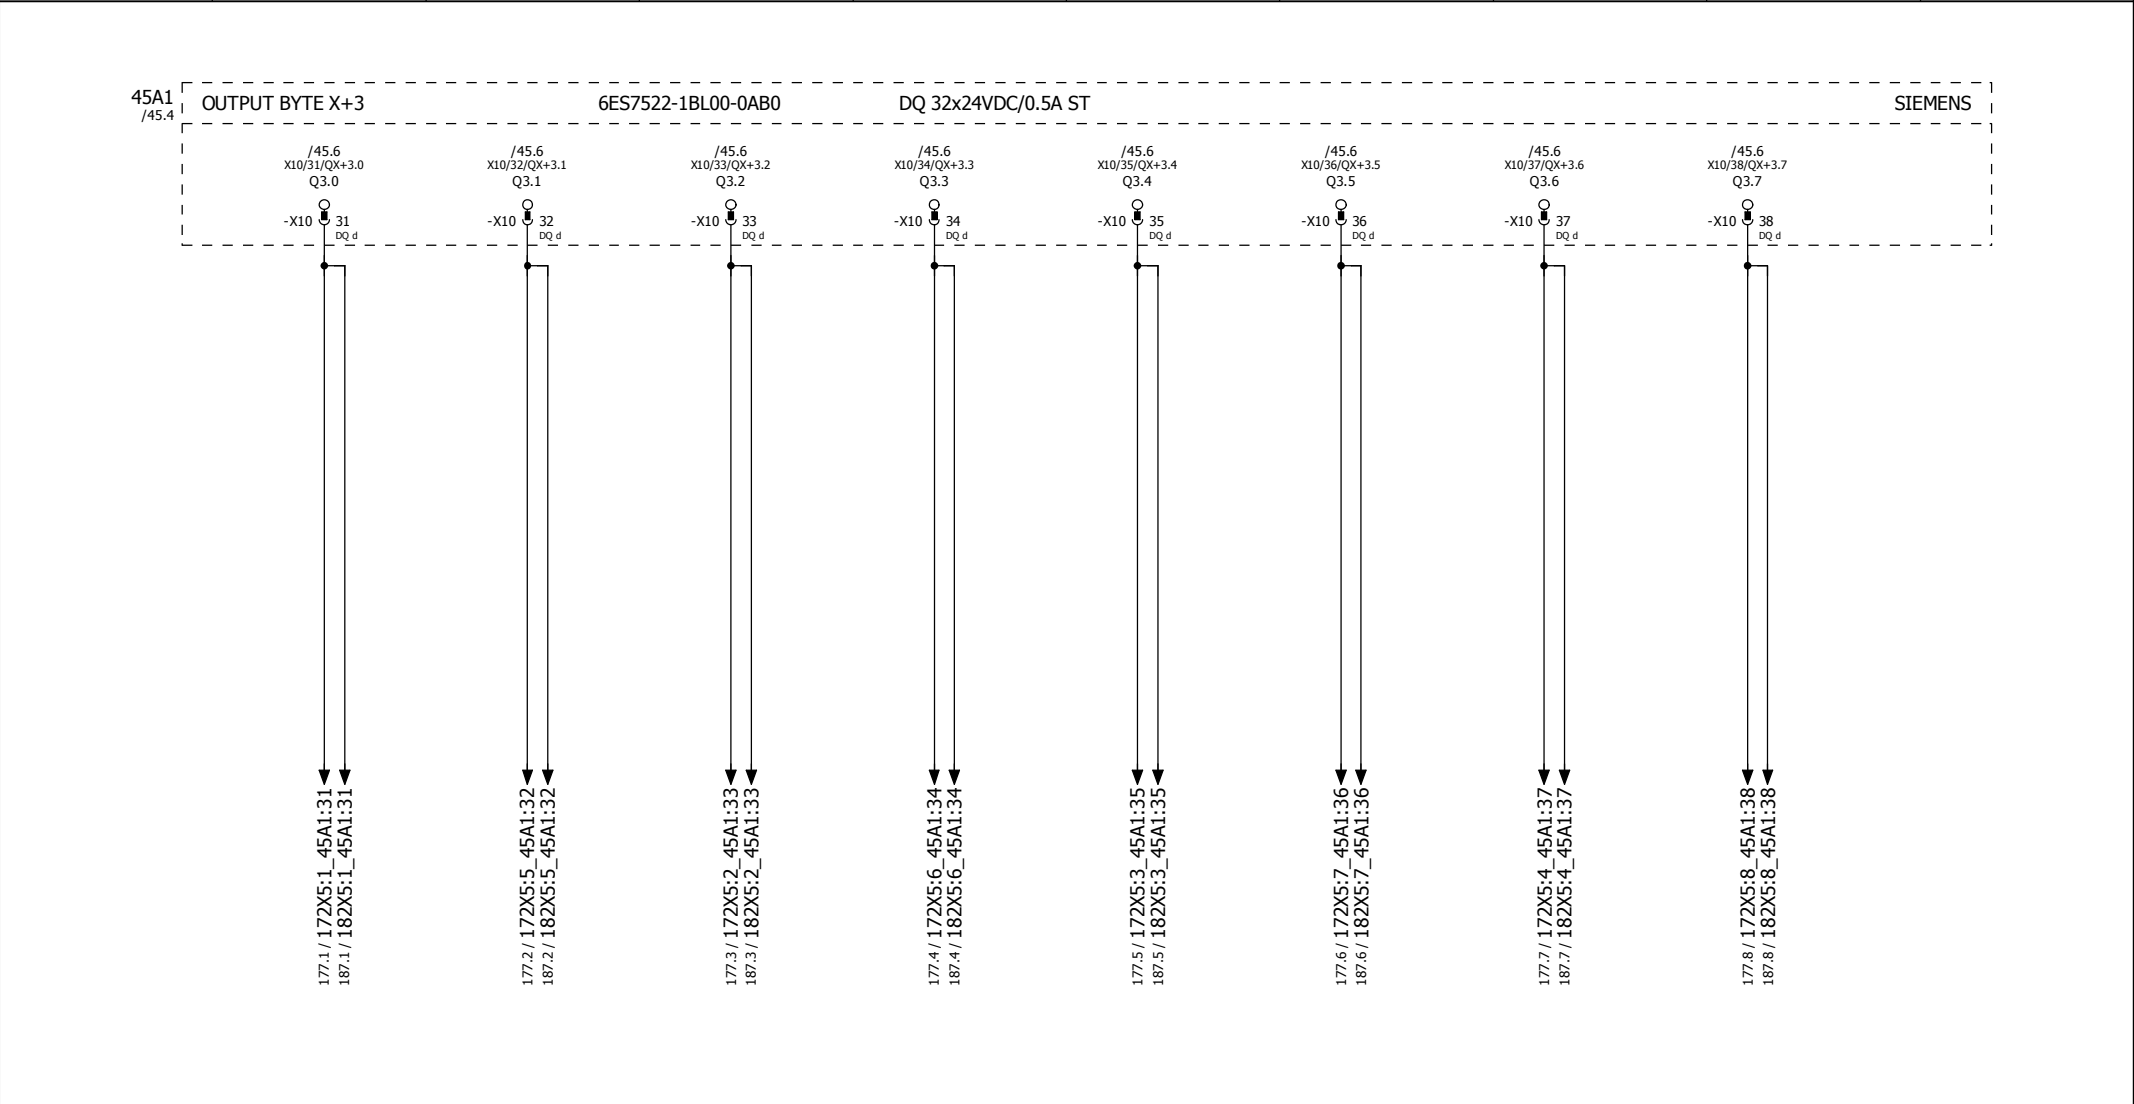 45A1 OUTPUT BYTE X+3 6ES7522-1BL00-0AB0 DQ 32x24VDC/0.5A ST SIEMENS
/45.4
/45.6 /45.6 /45.6 /45.6 /45.6 /45.6 /45.6 /45.6
X10/31/QX+3.0 X10/32/QX+3.1 X10/33/QX+3.2 X10/34/QX+3.3 X10/35/QX+3.4 X10/36/QX+3.5 X10/37/QX+3.6 X10/38/QX+3.7
Q3.0 Q3.1 Q3.2 Q3.3 Q3.4 Q3.5 Q3.6 Q3.7
-X10 31 -X10 32 -X10 33 -X10 34 -X10 35 -X10 36 -X10 37 -X10 38
DQ d DQ d DQ d DQ d DQ d DQ d DQ d DQ d
177.1 / 172X5:1_45A1:31
187.1 / 182X5:1_45A1:31
177.2 / 172X5:5_45A1:32
187.2 / 182X5:5_45A1:32
177.3 / 172X5:2_45A1:33
187.3 / 182X5:2_45A1:33
177.4 / 172X5:6_45A1:34
187.4 / 182X5:6_45A1:34
177.5 / 172X5:3_45A1:35
187.5 / 182X5:3_45A1:35
177.6 / 172X5:7_45A1:36
187.6 / 182X5:7_45A1:36
177.7 / 172X5:4_45A1:37
187.7 / 182X5:4_45A1:37
177.8 / 172X5:8_45A1:38
187.8 / 182X5:8_45A1:38